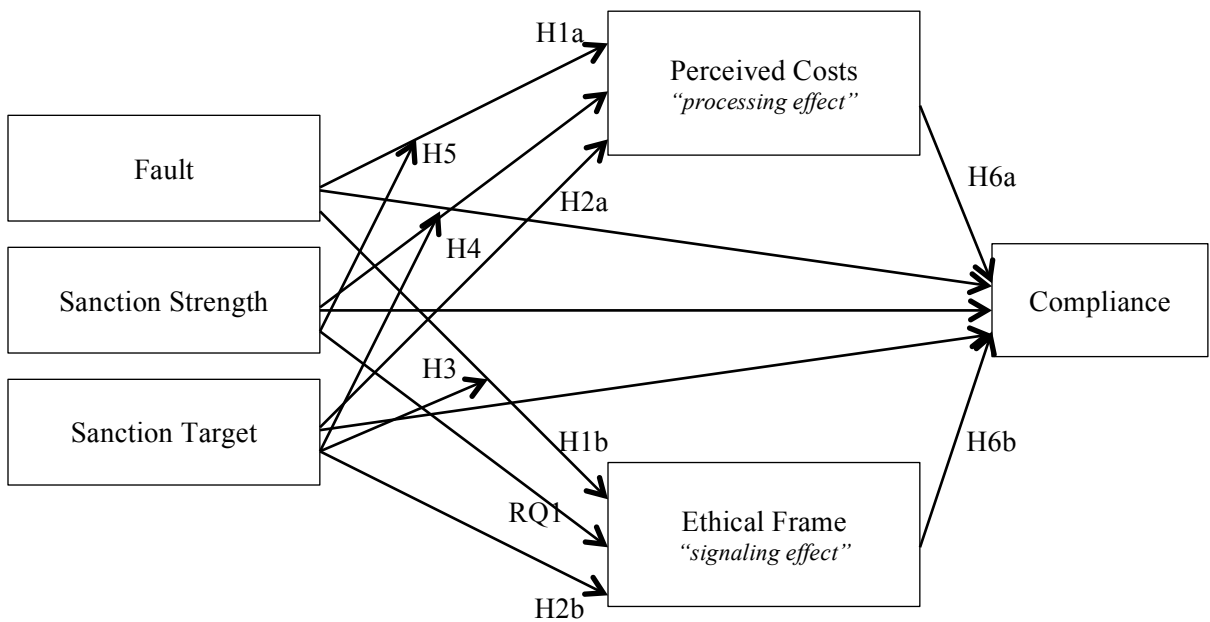 H1a
Perceived Costs
“processing effect”
Fault
H5
H6a
H2a
H4
Sanction Strength
Compliance
H3
Sanction Target
H1b
H6b
RQ1
Ethical Frame
“signaling effect”
H2b